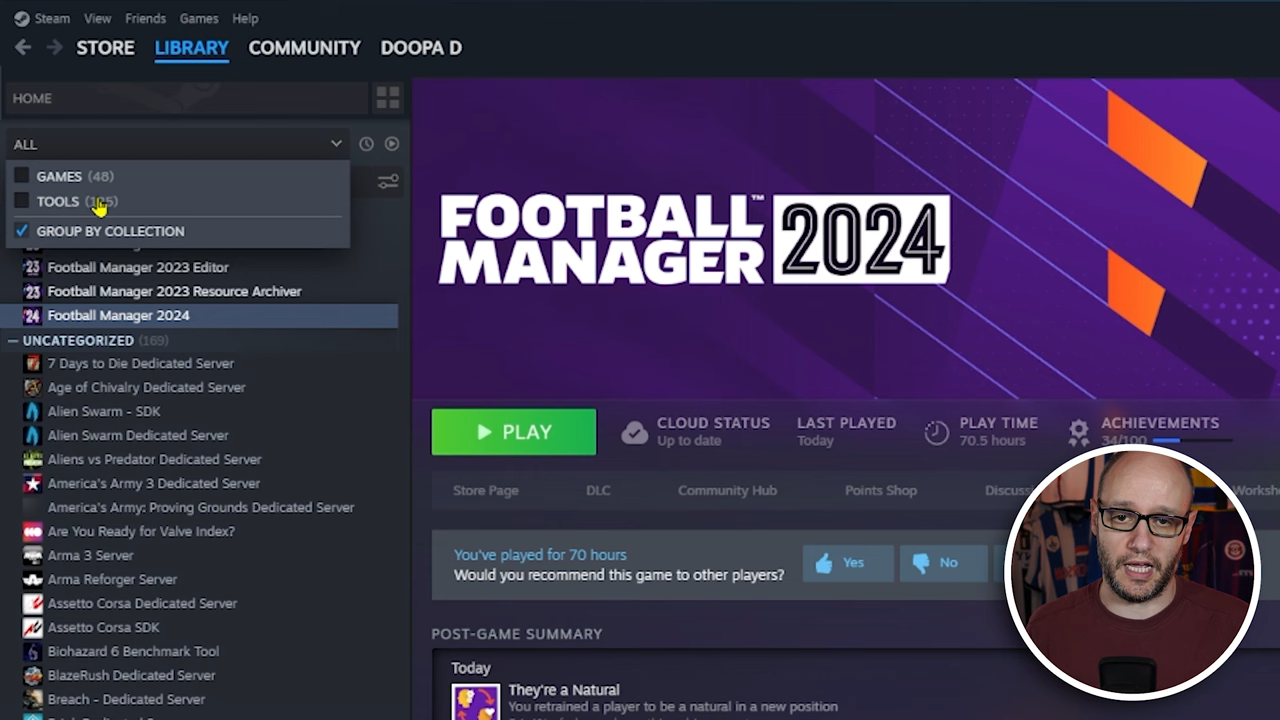 Steam View Friends Games Help
STORE LIBRARY COMMUNITY DOOPA D
HOME
ALL
GAMES (48)
TOOLS
GROUP BY COLLECTION
Football Manager 2023 Editor
Football Manager 2023 Resource Archiver
Football Manager 2024
UNCATEGORIZED (169)
7 Days to Die Dedicated Server
Age of Chivalry Dedicated Server
Alien Swarm - SDK
Alien Swarm Dedicated Server
Aliens vs Predator Dedicated Server
America's Army 3 Dedicated Server
America's Army: Proving Grounds Dedicated Server
Are You Ready for Valve Index?
Arma 3 Server
Arma Reforger Server
Assetto Corsa Dedicated Server
Assetto Corsa SDK
Biohazard 6 Benchmark Tool
BlazeRush Dedicated Server
Breach - Dedicated Server
FOOTBALL MANAGER™ 2024
PLAY
CLOUD STATUS
Up to date
LAST PLAYED
Today
PLAY TIME
70.5 hours
ACHIEVEMENTS
34/100
Store Page DLC Community Hub Points Shop
You've played for 70 hours
Would you recommend this game to other players?
Yes No
POST-GAME SUMMARY
Today
They're a Natural
You retrained a player to be a natural in a new position